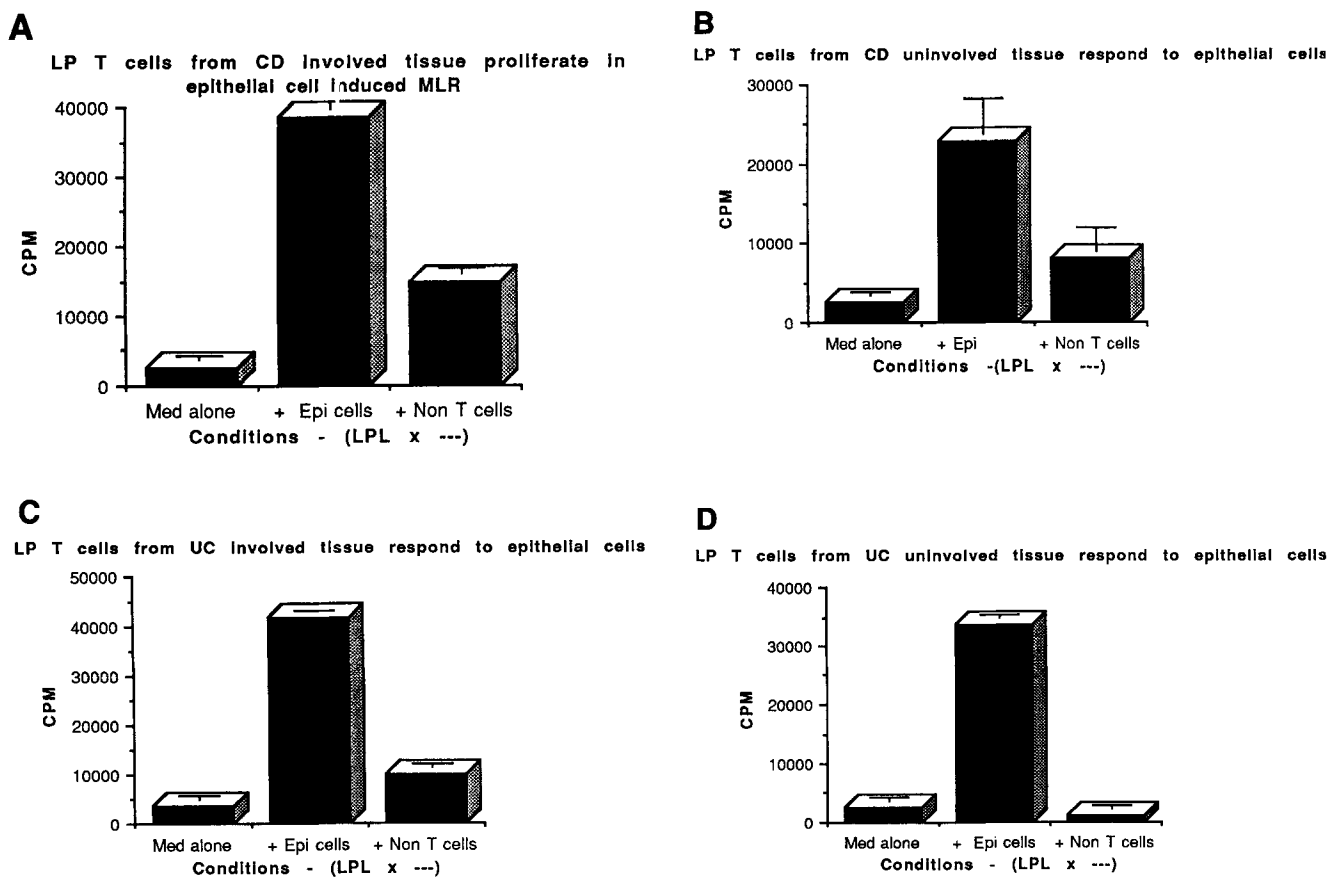 A
LP T cells from CD involved tissue proliferate in
epithelial cell induced MLR
40000
30000
20000
10000
0
CPM
Med alone + Epi cells + Non T cells
Conditions - (LPL x ---)
B
LP T cells from CD uninvolved tissue respond to epithelial cells
30000
20000
10000
0
CPM
Med alone + Epi + Non T cells
Conditions -(LPL x ---)
C
LP T cells from UC involved tissue respond to epithelial cells
50000
40000
30000
20000
10000
0
CPM
Med alone + Epi cells + Non T cells
Conditions - (LPL x ---)
D
LP T cells from UC uninvolved tissue respond to epithelial cells
40000
30000
20000
10000
0
CPM
Med alone + Epi cells + Non T cells
Conditions - (LPL x ---)